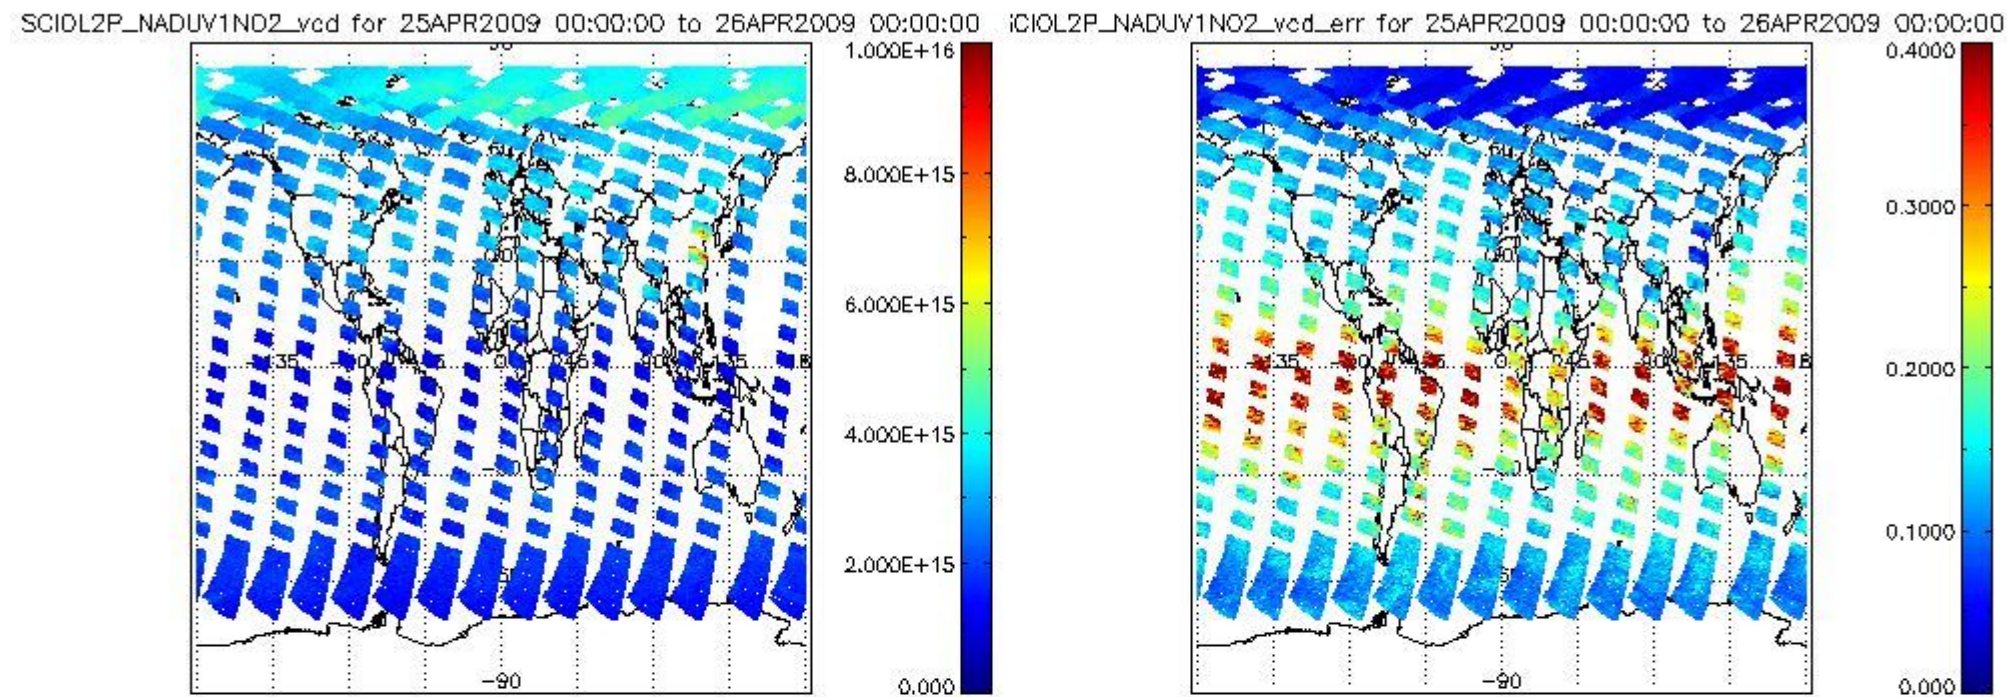 SCIOL2P_NADUV1NO2_vcd for 25APR2009 00:00:00 to 26APR2009 00:00:00
1.000E+16
8.000E+15
6.000E+15
4.000E+15
2.000E+15
0.000
-90
iCIOL2P_NADUV1NO2_vcd_err for 25APR2009 00:00:00 to 26APR2009 00:00:00
0.4000
0.3000
0.2000
0.1000
0.000
-90